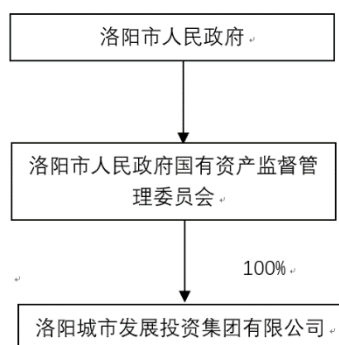 洛阳市人民政府
洛阳市人民政府国有资产监督管
理委员会
100%
洛阳城市发展投资集团有限公司